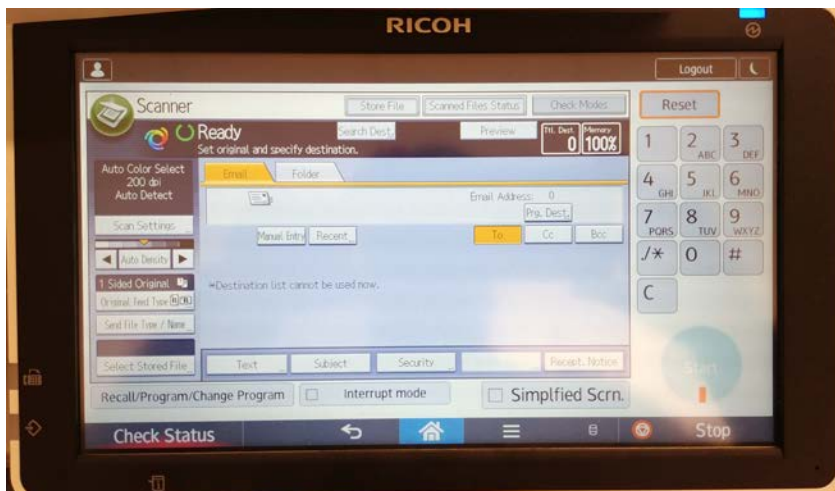 RICOH
Logout
Scanner
Store File
Scanned Files Status
Check Modes
Reset
Ready
Search Dest.
Preview
Ttl. Dest.
0
Memory
100%
Set original and specify destination.
Auto Color Select
200 dpi
Auto Detect
Email
Folder
Email Address: 0
Prg. Dest.
Scan Settings
Manual Entry
Recent
To
Cc
Bcc
Auto Density
1 Sided Original
Original Feed Type
*Destination list cannot be used now.
Send File Type / Name
Select Stored File
Text
Subject
Security
Recept. Notice
1
2 ABC
3 DEF
4 GHI
5 JKL
6 MNO
7 PQRS
8 TUV
9 WXYZ
./*
0
#
C
Start
Recall/Program/Change Program
Interrupt mode
Simplfied Scrn.
Check Status
Stop